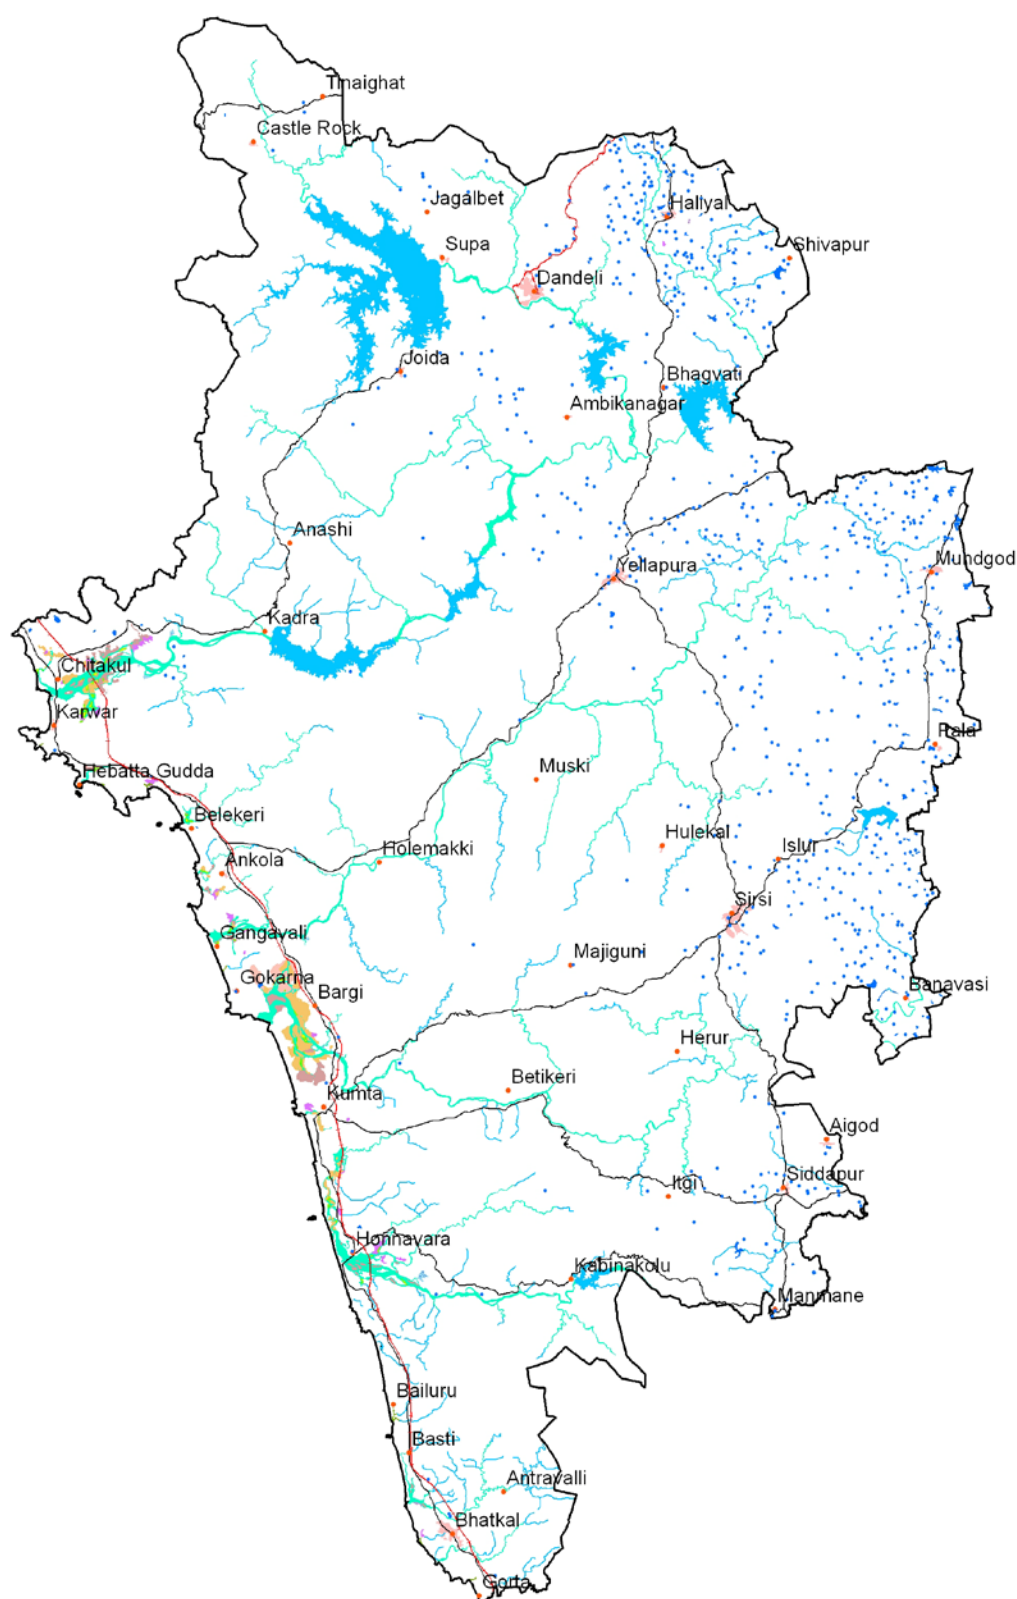 Tinaighat
Castle Rock
Jagalbet
Hallyal
Supa
Shivapur
Dandeli
Joida
Bhagvati
Ambikanagar
Anashi
Yellapura
Mundgod
Kadra
Chitakul
Karwar
Pala
Hebatta Gudda
Muski
Belekeri
Hulekal
Islur
Holemakki
Ankola
Sirsi
Gangavali
Majiguni
Gokarna
Bargi
Banavasi
Herur
Betikeri
Kumta
Aigod
Siddapur
Itgi
Honnavara
Kabinakolu
Manmane
Bailuru
Basti
Antravalli
Bhatkal
Gorta